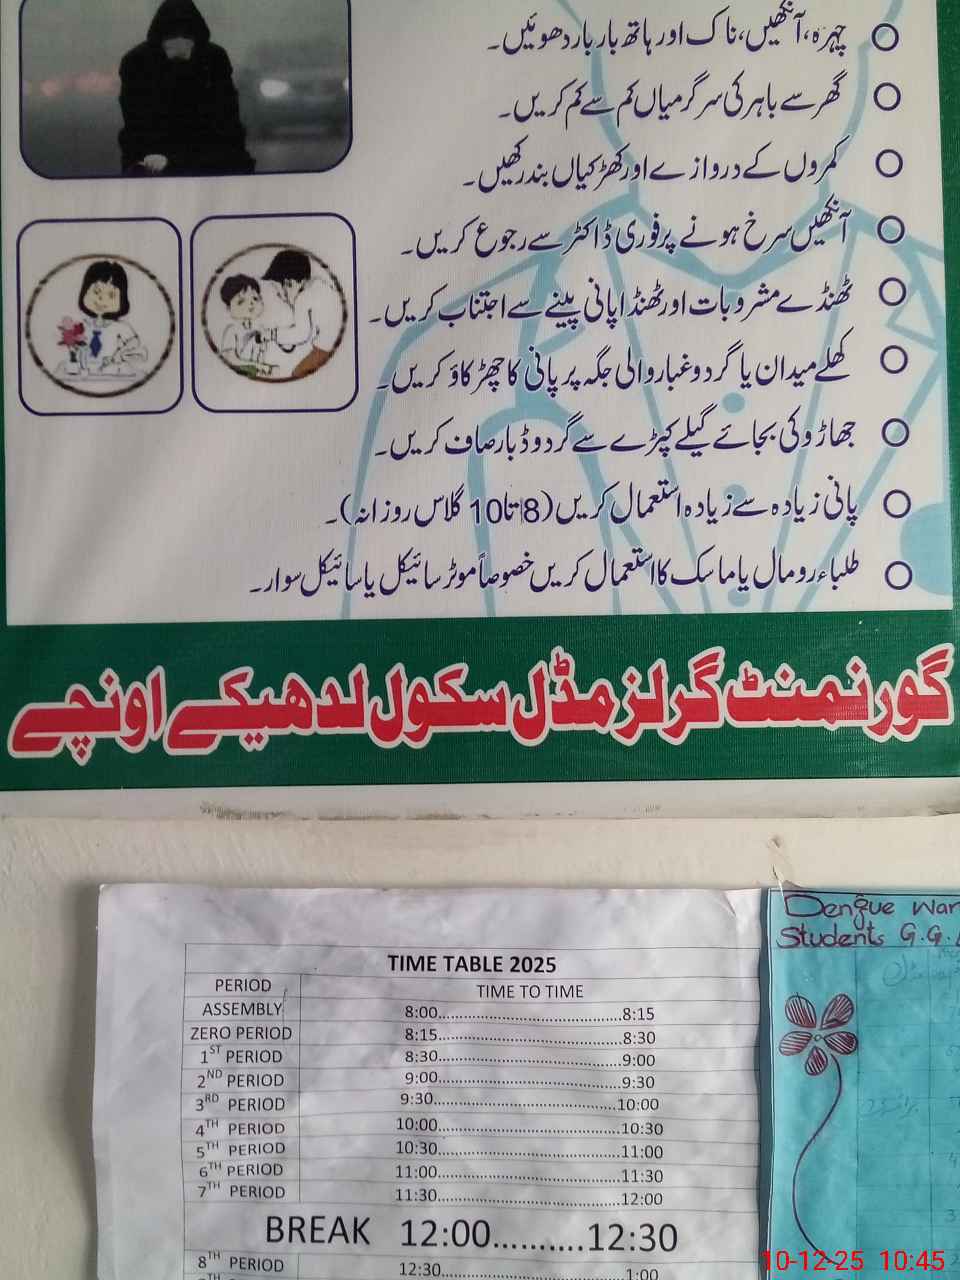 چہرہ، آنکھیں، ناک اور ہاتھ بار بار دھوئیں۔
گھر سے باہر کی سرگرمیاں کم سے کم کریں۔
کمروں کے دروازے اور کھڑکیاں بند رکھیں۔
آنکھیں سرخ ہونے پر فوری ڈاکٹر سے رجوع کریں۔
ٹھنڈے مشروبات اور ٹھنڈا پانی پینے سے اجتناب کریں۔
کھلے میدان یا گردوغبار والی جگہ پر پانی کا چھڑکاؤ کریں۔
جھاڑو کی بجائے گیلے کپڑے سے گردو ڈبار صاف کریں۔
پانی زیادہ سے زیادہ استعمال کریں (8 تا 10 گلاس روزانہ)۔
طلباء رومال یا ماسک کا استعمال کریں خصوصاً موٹر سائیکل یا سائیکل سوار۔
گورنمنٹ گرلز مڈل سکول لدھیکے اونچے
TIME TABLE 2025
PERIOD TIME TO TIME
ASSEMBLY 8:00.......................................8:15
ZERO PERIOD 8:15.......................................8:30
1ST PERIOD 8:30.......................................9:00
2ND PERIOD 9:00.......................................9:30
3RD PERIOD 9:30.......................................10:00
4TH PERIOD 10:00.......................................10:30
5TH PERIOD 10:30.......................................11:00
6TH PERIOD 11:00.......................................11:30
7TH PERIOD 11:30.......................................12:00
BREAK 12:00..........12:30
8TH PERIOD 12:30.......................................1:00
Dengue War
Students G.G.
10-12-25 10:45